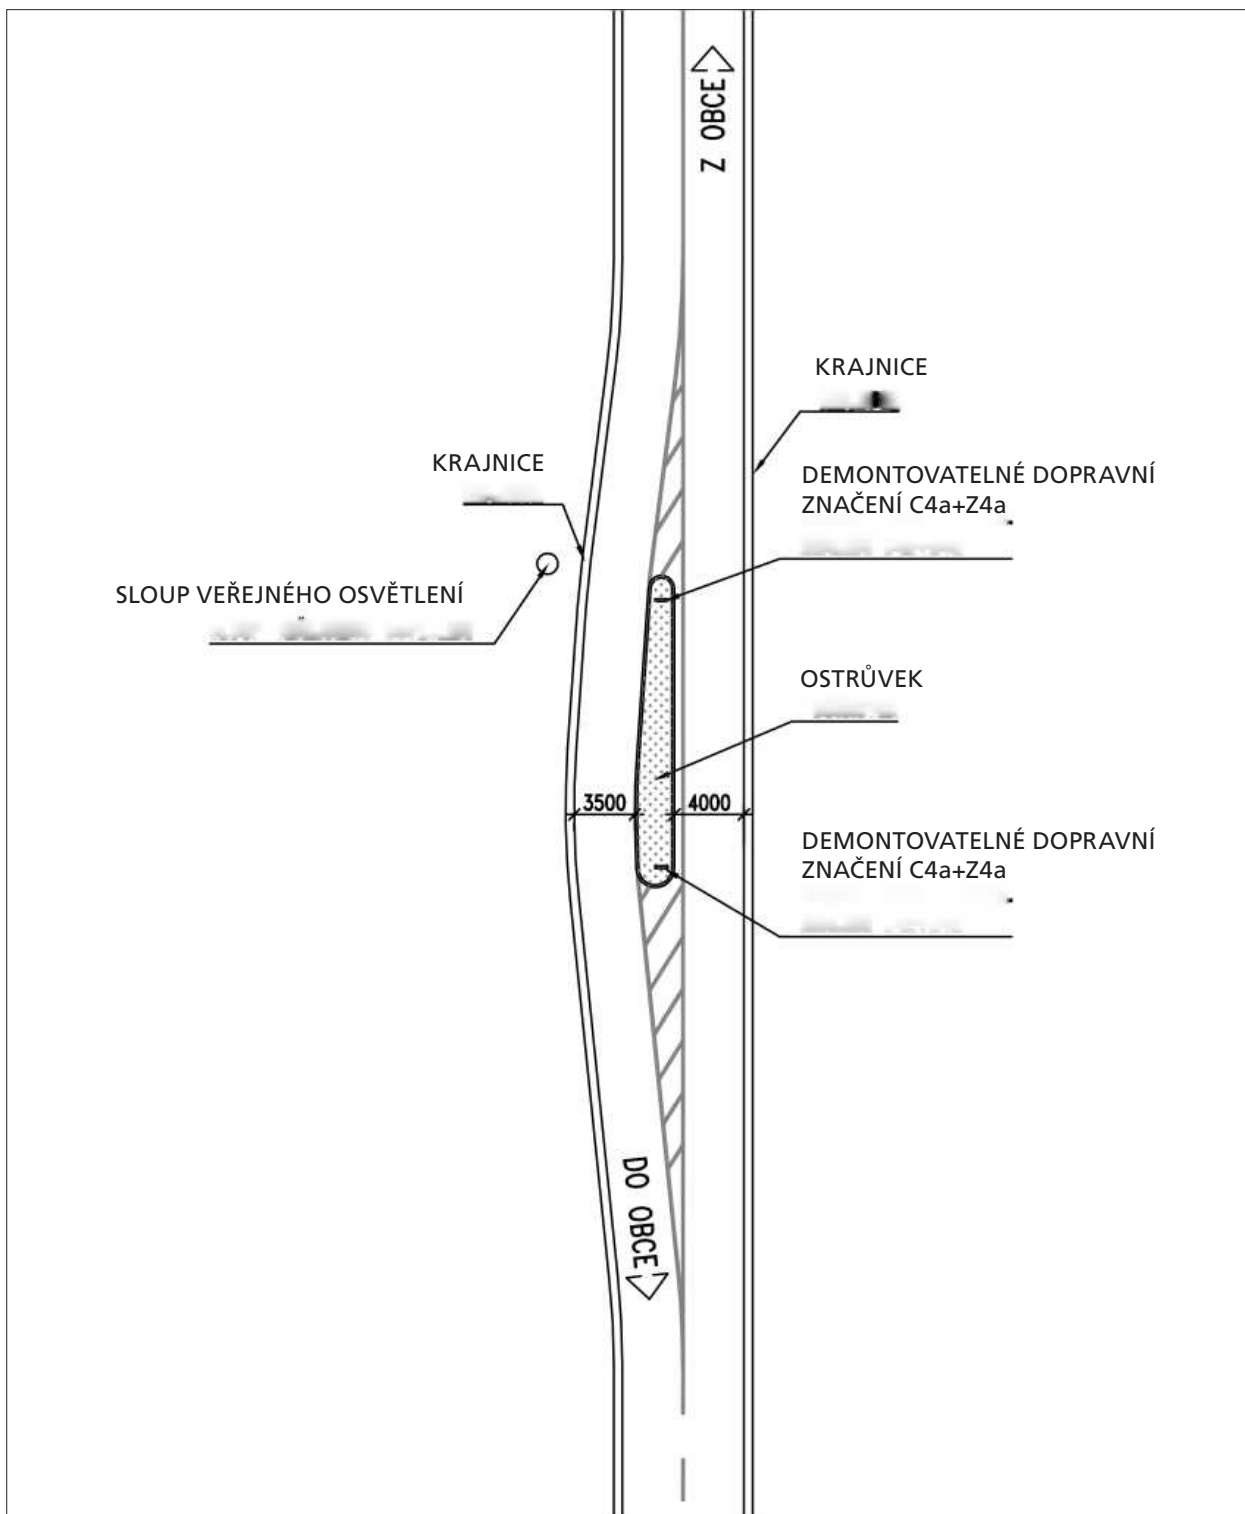 Z OBCE
KRAJNICE
KRAJNICE
DEMONTOVATELNÉ DOPRAVNÍ
ZNAČENÍ C4a+Z4a
SLOUP VEŘEJNÉHO OSVĚTLENÍ
OSTRŮVEK
3500
4000
DEMONTOVATELNÉ DOPRAVNÍ
ZNAČENÍ C4a+Z4a
DO OBCE